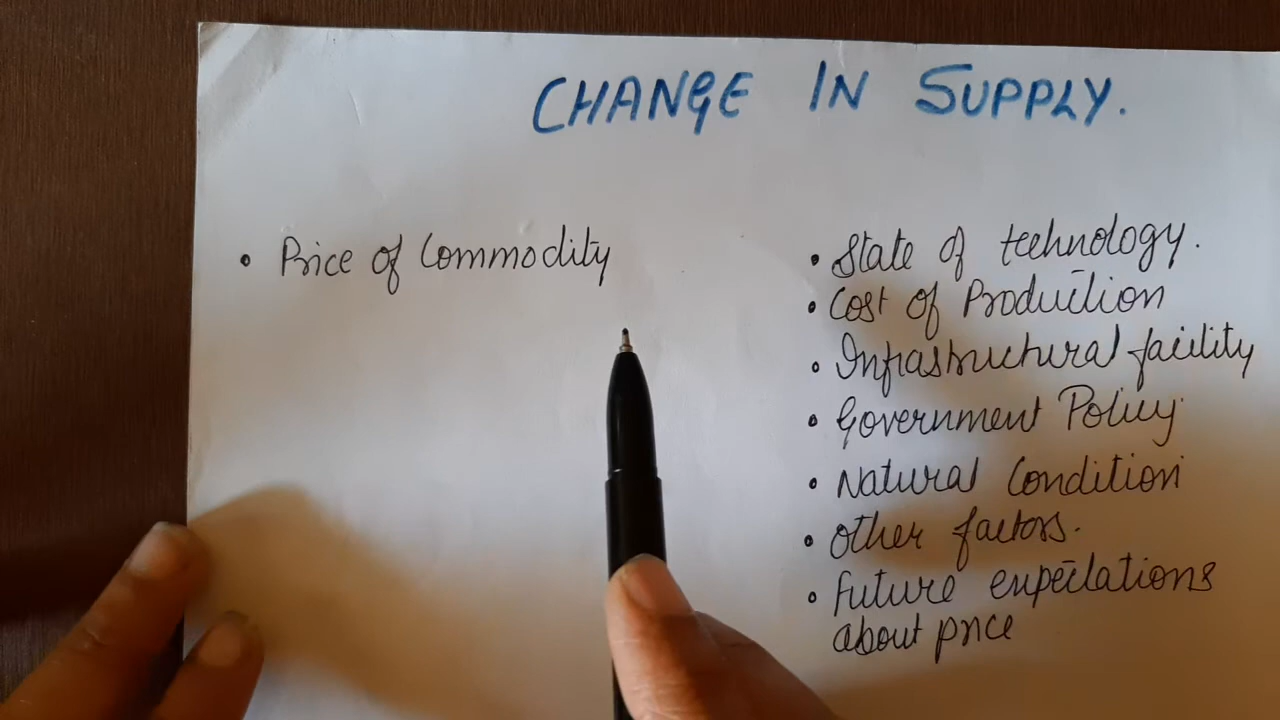 CHANGE IN SUPPLY.
• Price of Commodity
• State of technology.
• Cost of Production
• Infrastructural facility
• Government Policy
• Natural Condition
• other factors.
• Future expectations
about price